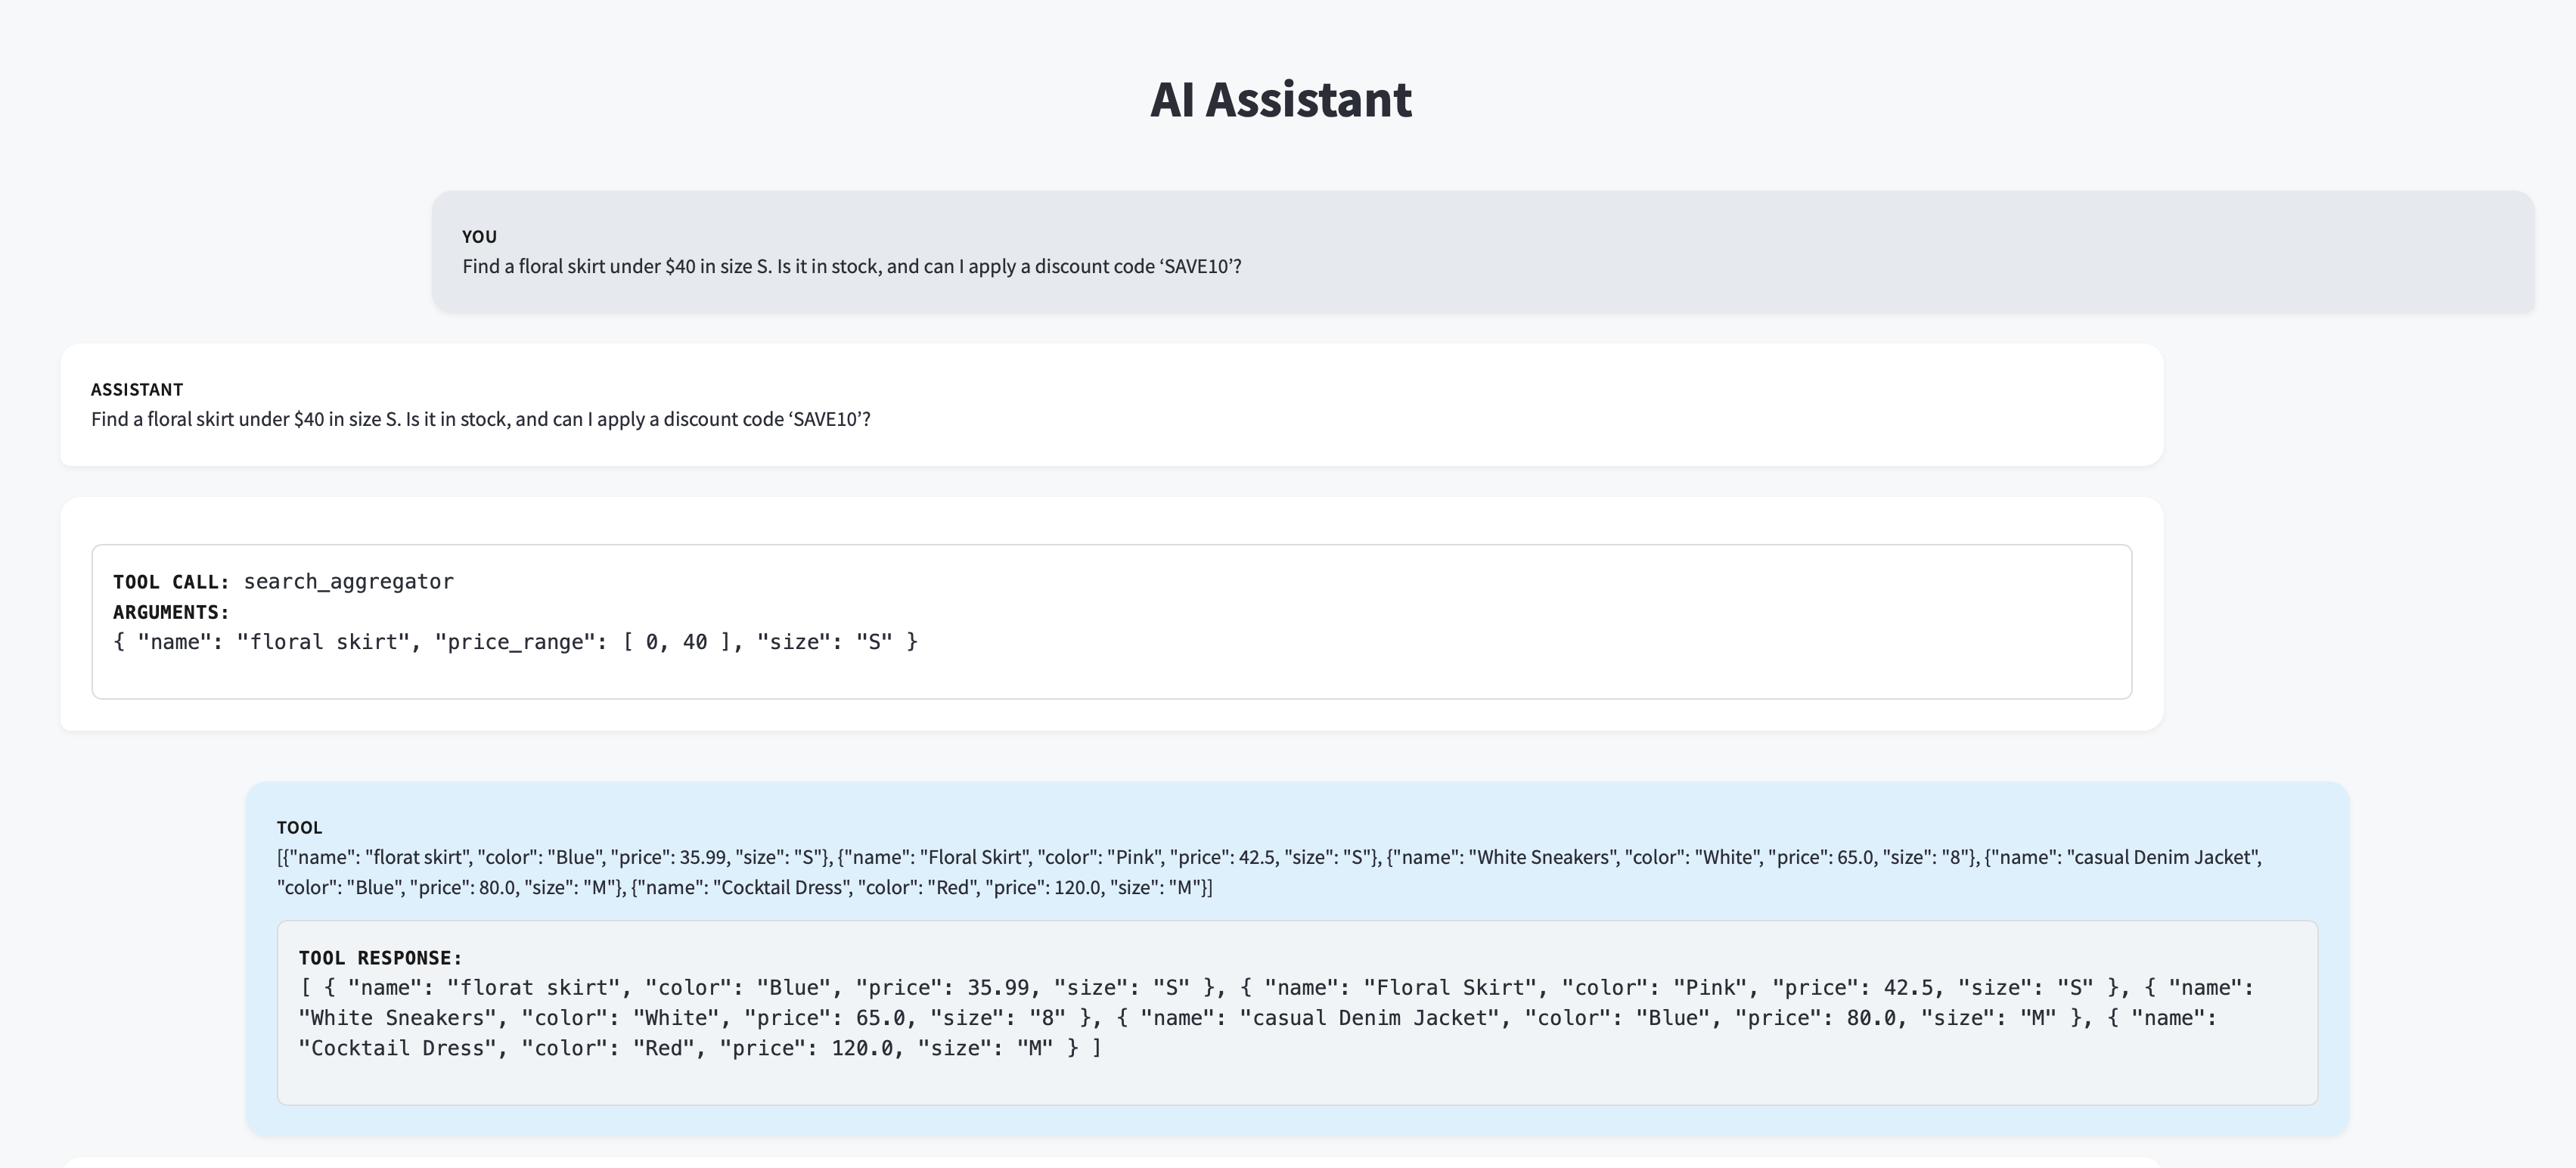 AI Assistant
YOU
Find a floral skirt under $40 in size S. Is it in stock, and can I apply a discount code ‘SAVE10’?
ASSISTANT
Find a floral skirt under $40 in size S. Is it in stock, and can I apply a discount code ‘SAVE10’?
TOOL CALL: search_aggregator
ARGUMENTS:
{ "name": "floral skirt", "price_range": [ 0, 40 ], "size": "S" }
TOOL
[{"name": "florat skirt", "color": "Blue", "price": 35.99, "size": "S"}, {"name": "Floral Skirt", "color": "Pink", "price": 42.5, "size": "S"}, {"name": "White Sneakers", "color": "White", "price": 65.0, "size": "8"}, {"name": "casual Denim Jacket",
"color": "Blue", "price": 80.0, "size": "M"}, {"name": "Cocktail Dress", "color": "Red", "price": 120.0, "size": "M"}]
TOOL RESPONSE:
[ { "name": "florat skirt", "color": "Blue", "price": 35.99, "size": "S" }, { "name": "Floral Skirt", "color": "Pink", "price": 42.5, "size": "S" }, { "name":
"White Sneakers", "color": "White", "price": 65.0, "size": "8" }, { "name": "casual Denim Jacket", "color": "Blue", "price": 80.0, "size": "M" }, { "name":
"Cocktail Dress", "color": "Red", "price": 120.0, "size": "M" } ]